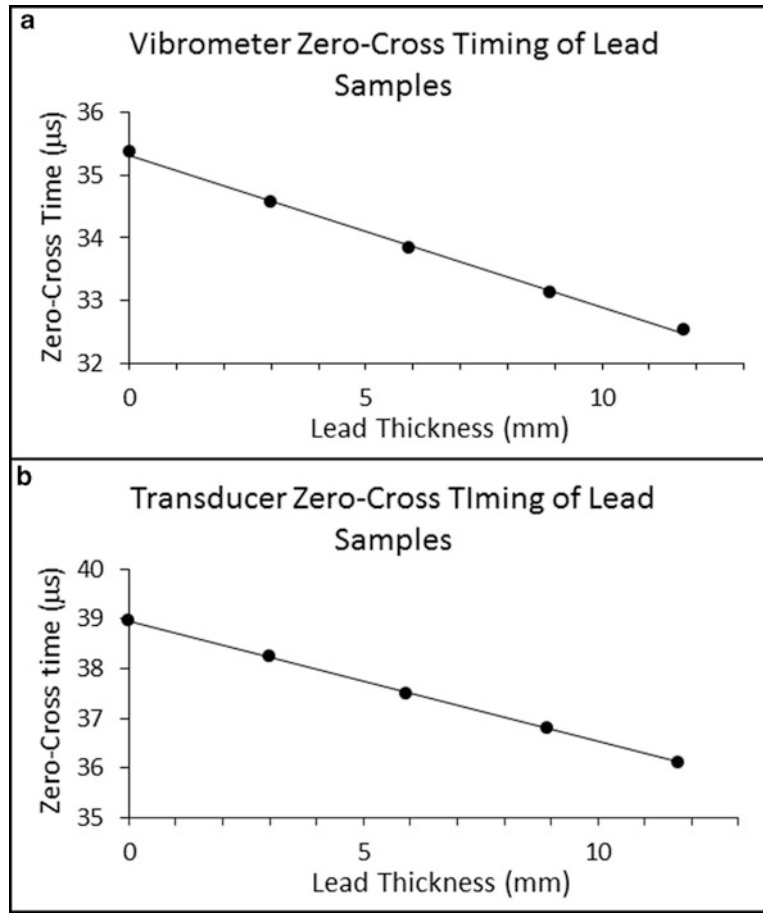 a
Vibrometer Zero-Cross Timing of Lead
Samples
Zero-Cross Time (μs)
36
35
34
33
32
0 5 10
Lead Thickness (mm)
b
Transducer Zero-Cross TIming of Lead
Samples
Zero-Cross time (μs)
40
39
38
37
36
35
0 5 10
Lead Thickness (mm)